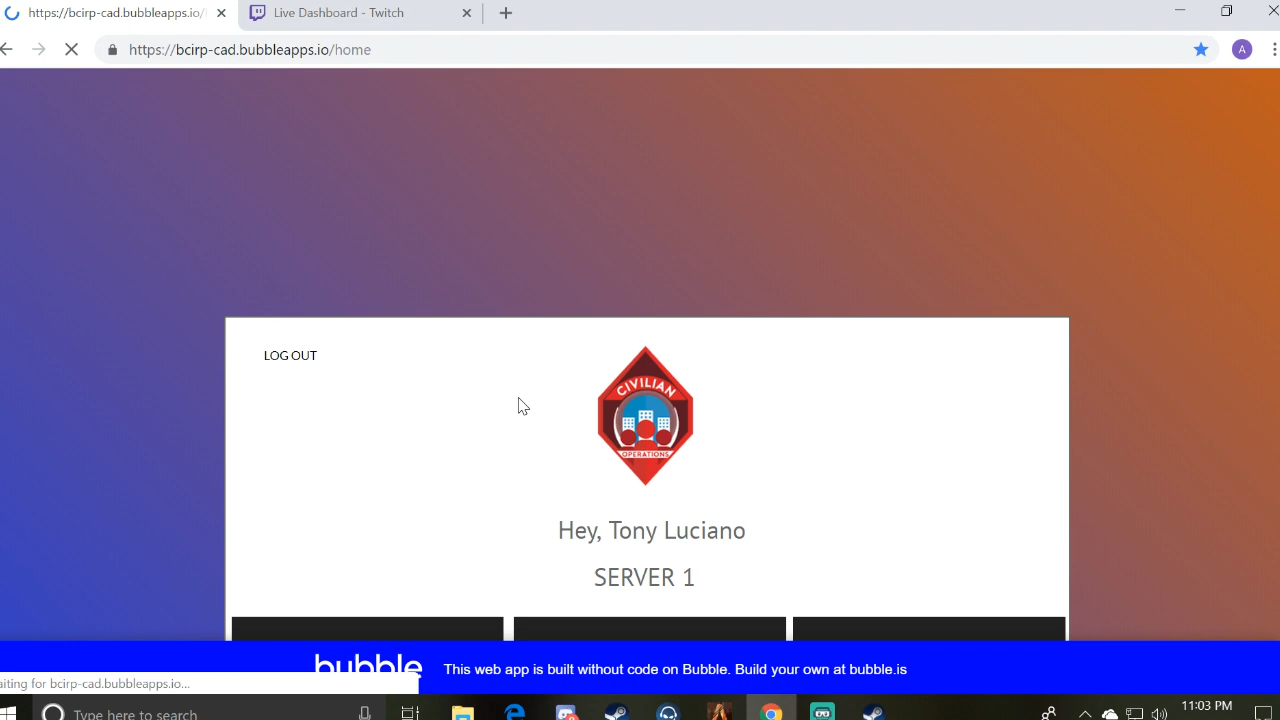 https://bcirp-cad.bubbleapps.io/
Live Dashboard - Twitch
https://bcirp-cad.bubbleapps.io/home
A
LOG OUT
CIVILIAN
OPERATIONS
Hey, Tony Luciano
SERVER 1
bubble
This web app is built without code on Bubble. Build your own at bubble.is
aiting for bcirp-cad.bubbleapps.io...
Type here to search
11:03 PM